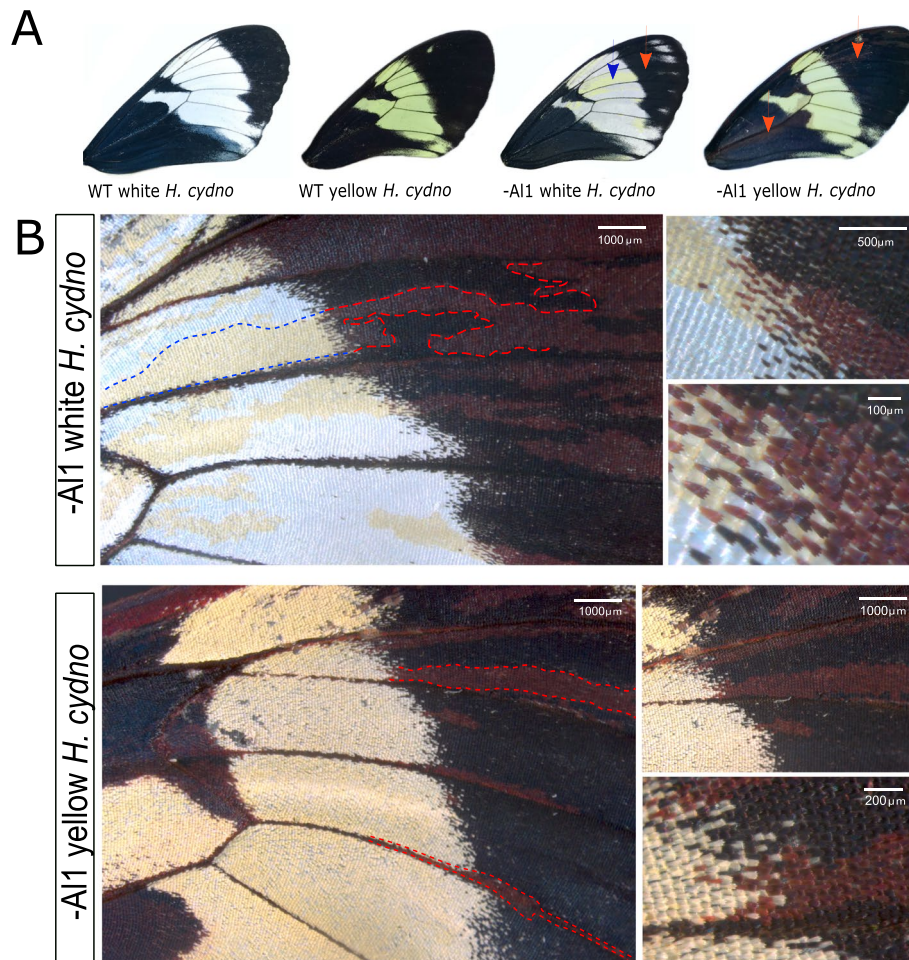 A
WT white H. cydno
WT yellow H. cydno
-Al1 white H. cydno
-Al1 yellow H. cydno
B
-Al1 white H. cydno
1000µm
500µm
100µm
-Al1 yellow H. cydno
1000µm
1000µm
200µm